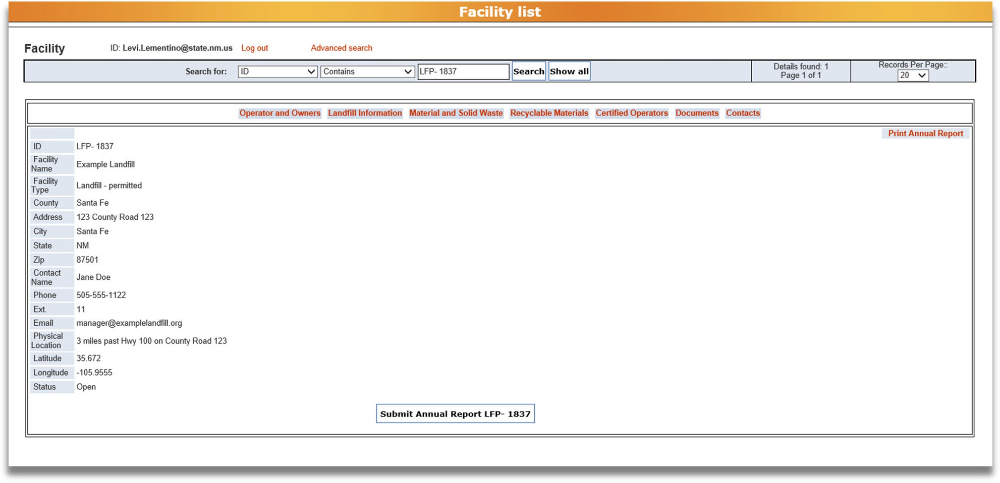 Facility list
Facility ID: Levi.Lementino@state.nm.us Log out Advanced search
Search for: ID Contains LFP- 1837 Search Show all
Details found: 1
Page 1 of 1
Records Per Page::
20
Operator and Owners Landfill Information Material and Solid Waste Recyclable Materials Certified Operators Documents Contacts
Print Annual Report
ID LFP- 1837
Facility
Name Example Landfill
Facility
Type Landfill - permitted
County Santa Fe
Address 123 County Road 123
City Santa Fe
State NM
Zip 87501
Contact
Name Jane Doe
Phone 505-555-1122
Ext. 11
Email manager@examplelandfill.org
Physical
Location 3 miles past Hwy 100 on County Road 123
Latitude 35.672
Longitude -105.9555
Status Open
Submit Annual Report LFP- 1837